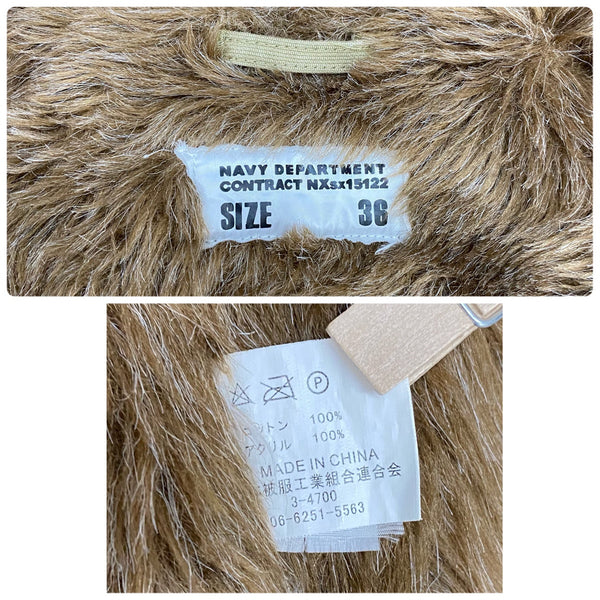 NAVY DEPARTMENT
CONTRACT NXsx15122
SIZE 36
P
コットン 100%
アクリル 100%
MADE IN CHINA
被服工業組合連合会
3-4700
06-6251-5563